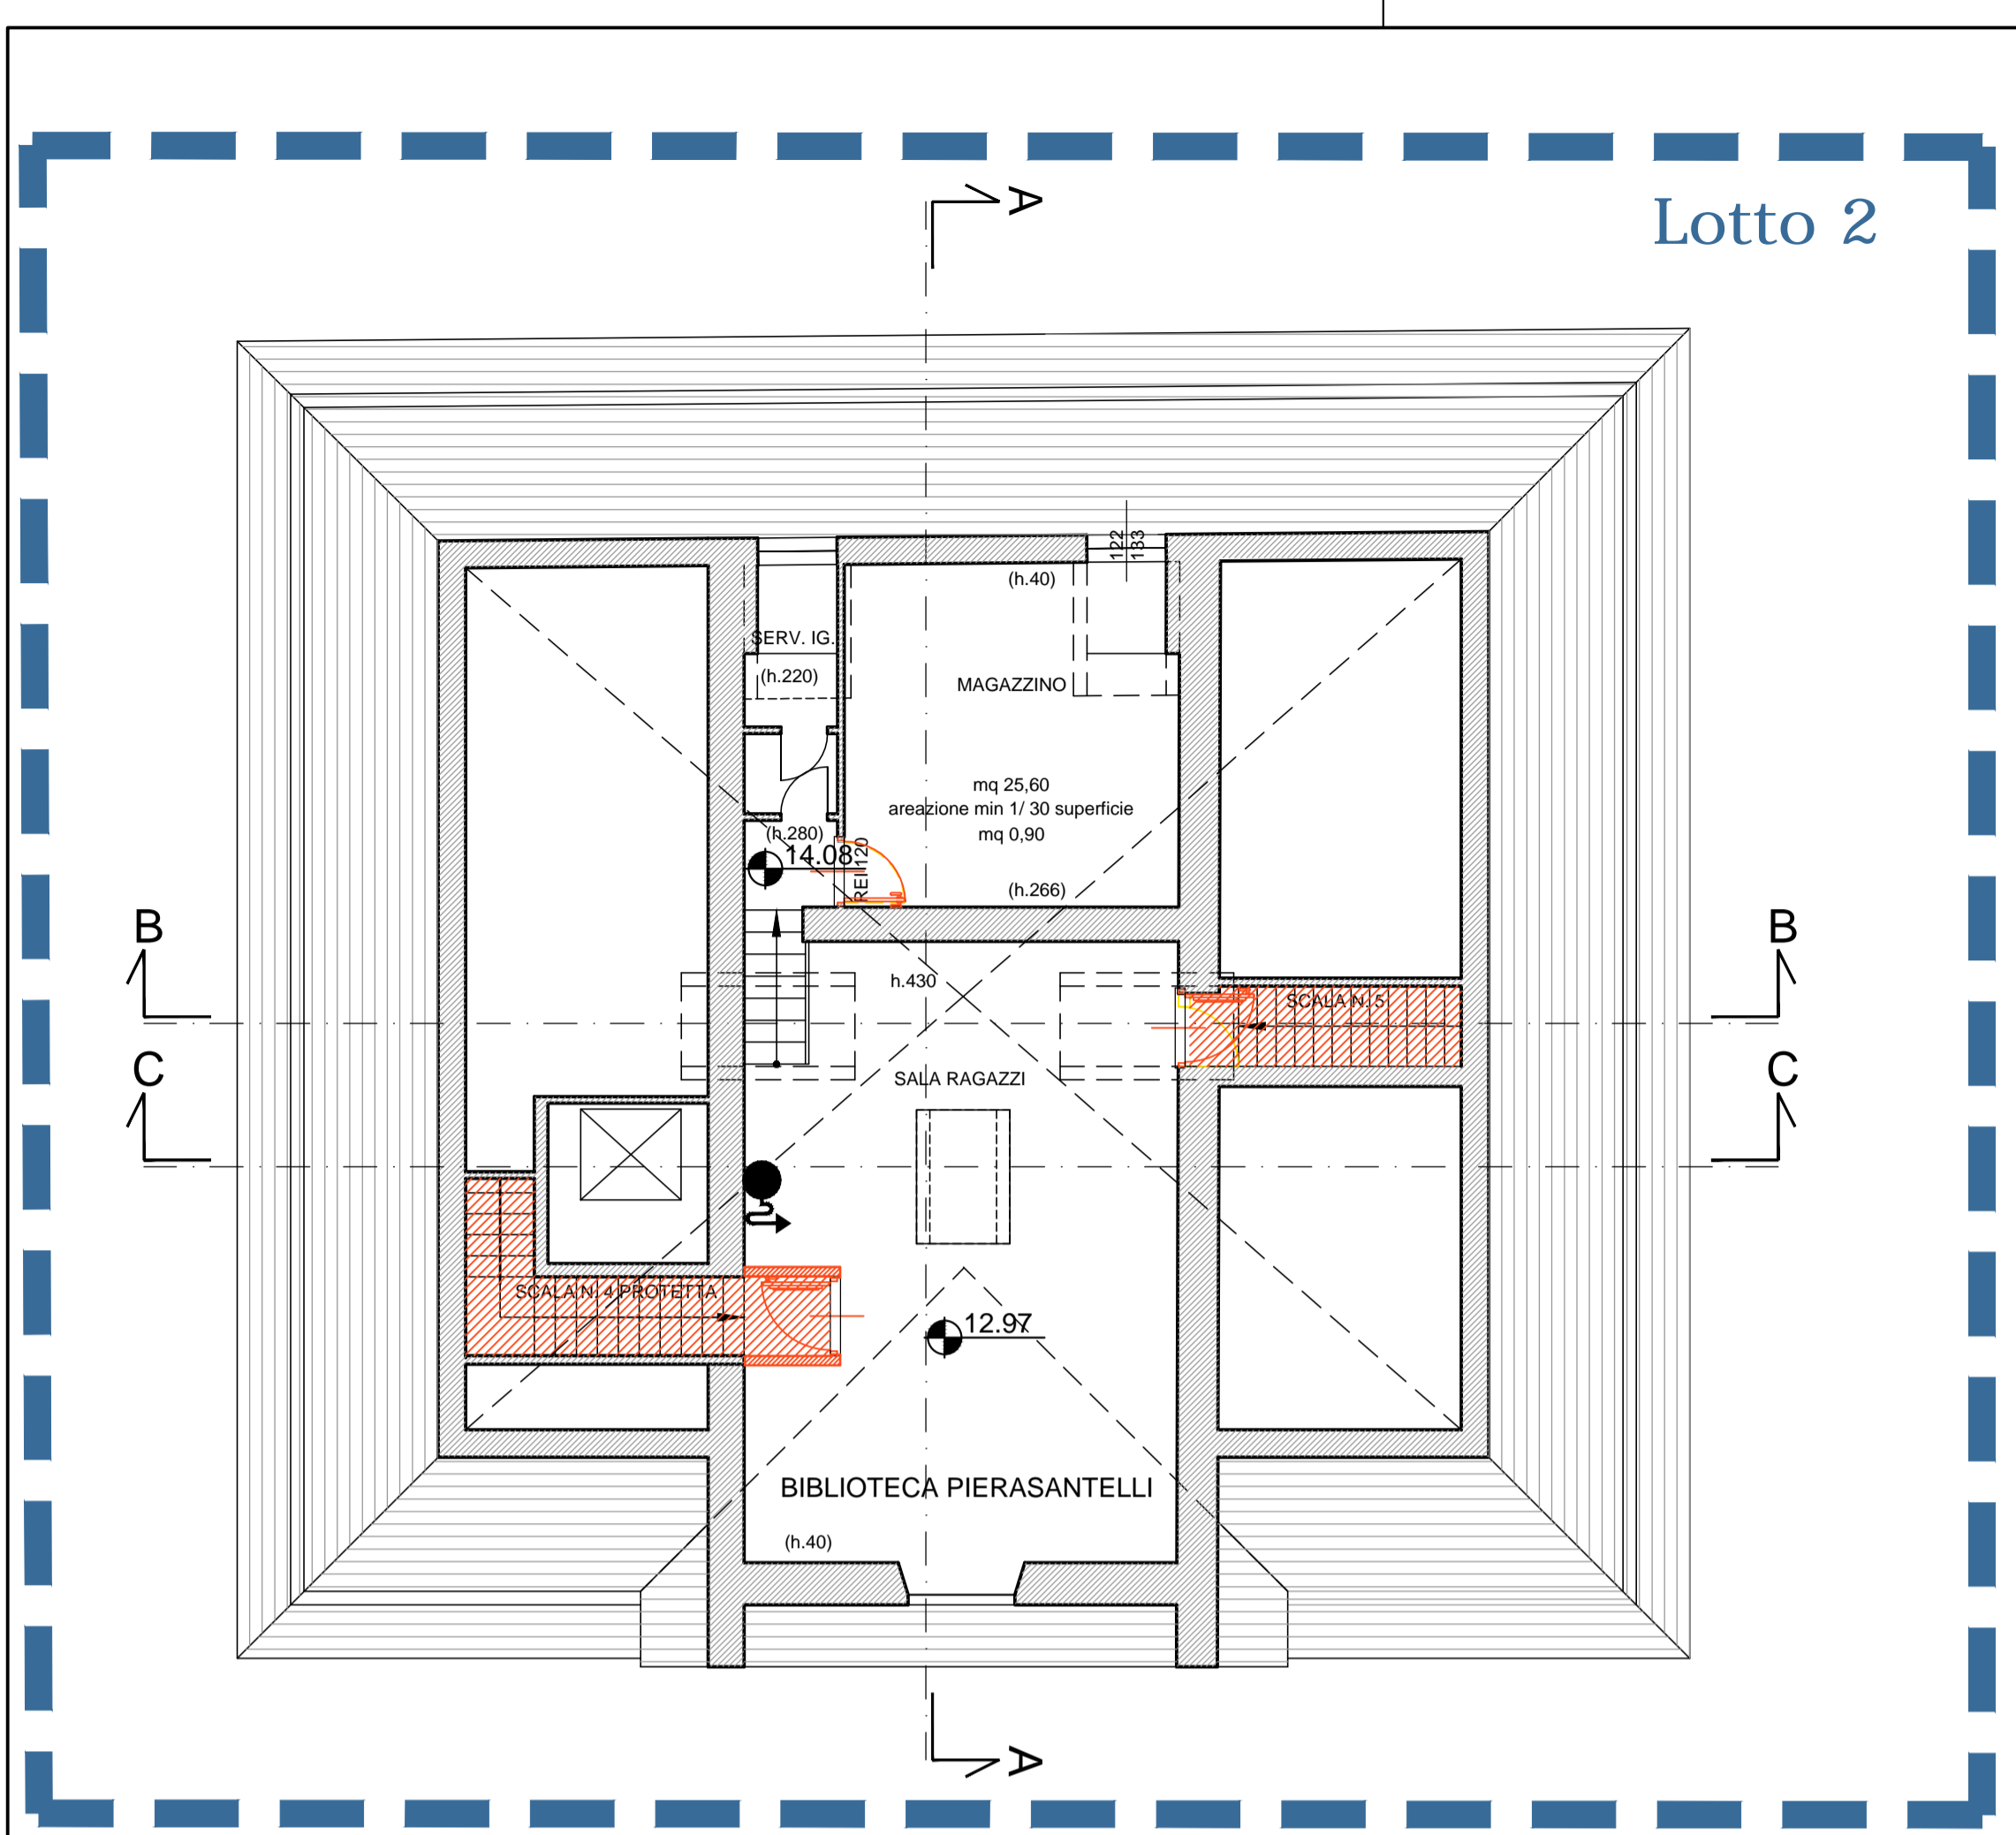 A
Lotto 2
122
133
(h.40)
SERV. IG.
(h.220)
MAGAZZINO
mq 25,60
areazione min 1/ 30 superficie
mq 0,90
(h.280)
14.08
REI 120
(h.266)
B
B
h.430
SCALA N. 5
C
C
SALA RAGAZZI
SCALA N. 4 PROTETTA
12.97
BIBLIOTECA PIERASANTELLI
(h.40)
A